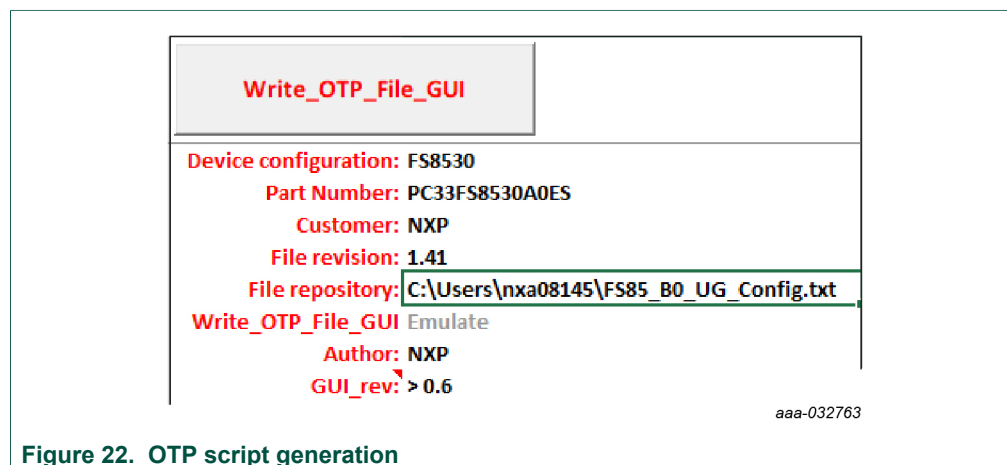 Write_OTP_File_GUI
Device configuration: FS8530
Part Number: PC33FS8530A0ES
Customer: NXP
File revision: 1.41
File repository: C:\Users\nxa08145\FS85_B0_UG_Config.txt
Write_OTP_File_GUI Emulate
Author: NXP
GUI_rev: > 0.6
aaa-032763
Figure 22. OTP script generation